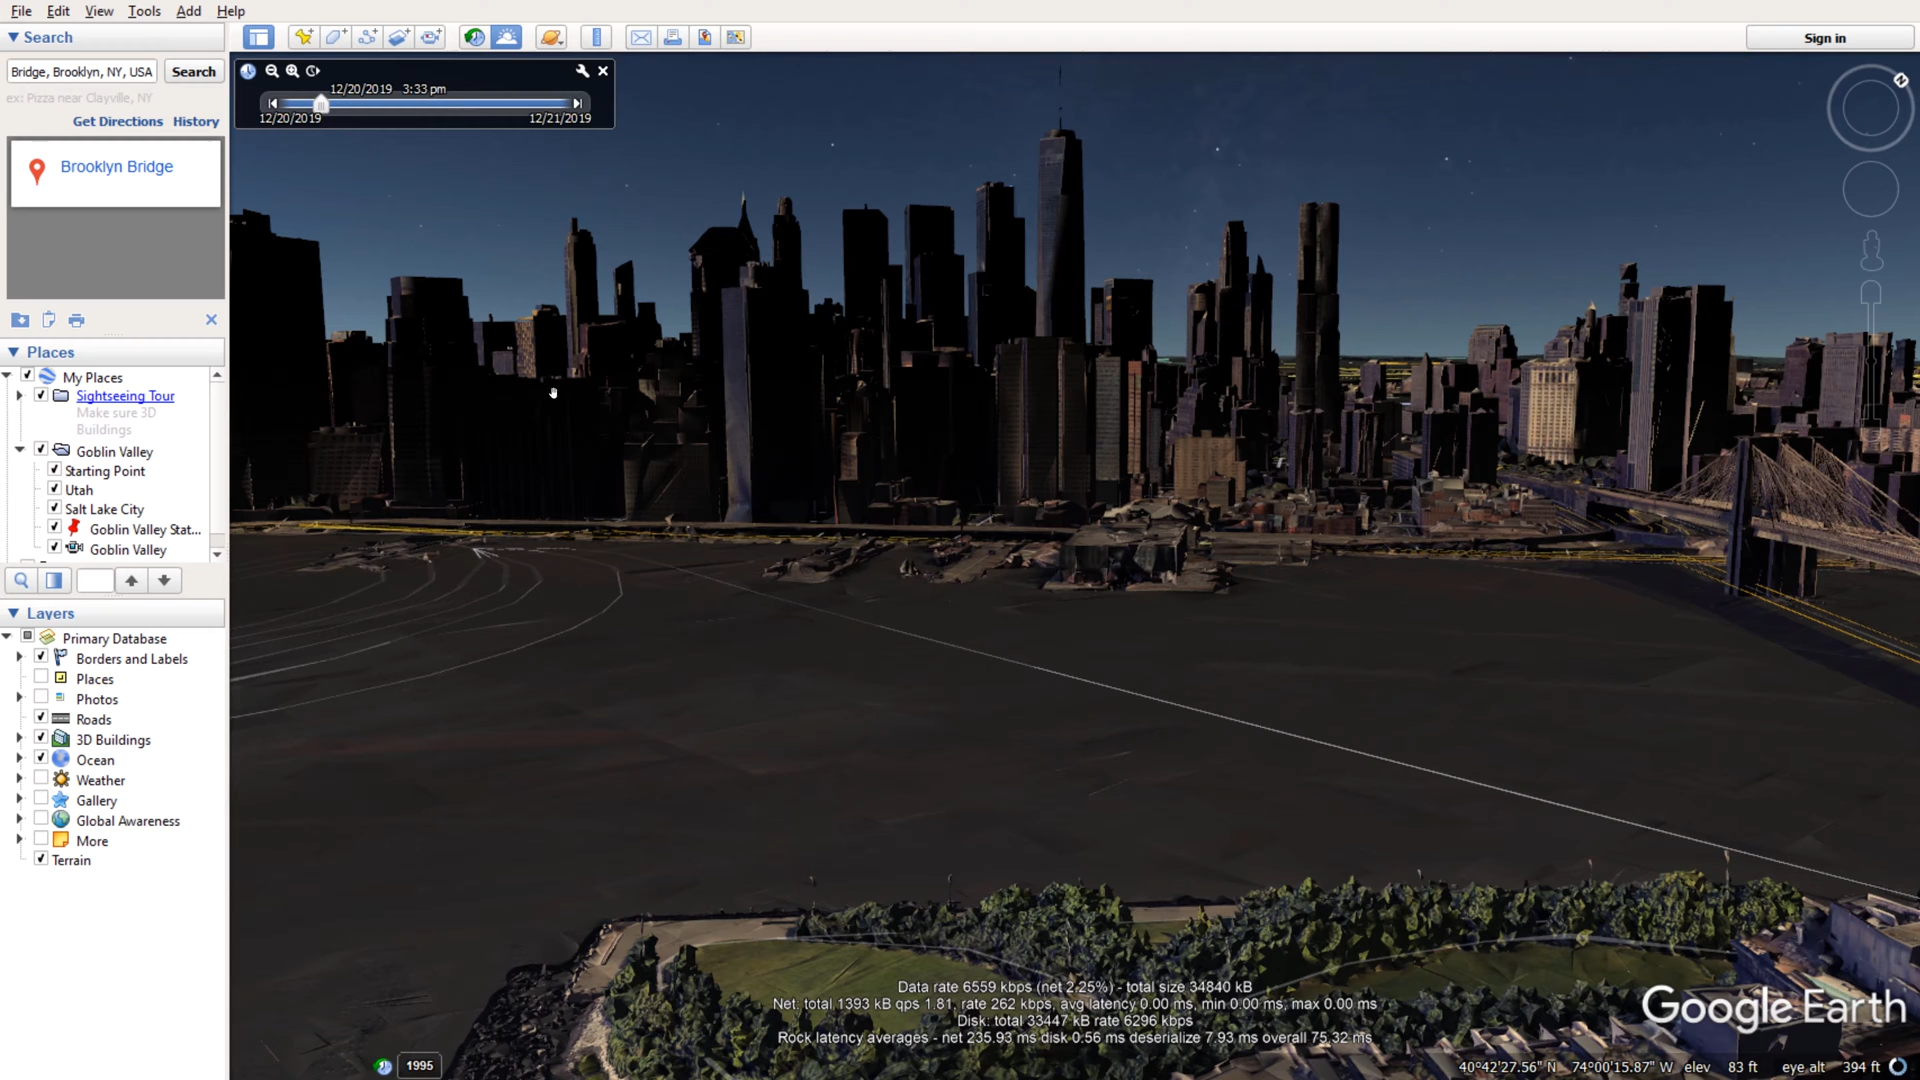 File Edit View Tools Add Help
Search
Sign in
Bridge, Brooklyn, NY, USA Search
ex: Pizza near Clayville, NY
Get Directions History
Brooklyn Bridge
12/20/2019 3:33 pm
12/20/2019 12/21/2019
N
Places
My Places
Sightseeing Tour
Make sure 3D
Buildings
Goblin Valley
Starting Point
Utah
Salt Lake City
Goblin Valley Stat...
Goblin Valley
Layers
Primary Database
Borders and Labels
Places
Photos
Roads
3D Buildings
Ocean
Weather
Gallery
Global Awareness
More
Terrain
Data rate 6559 kbps (net 2.25%) - total size 34840 kB
Net: total 1393 kB qps 1.81, rate 262 kbps, avg latency 0.00 ms, min 0.00 ms, max 0.00 ms
Disk: total 33447 kB rate 6296 kbps
Rock latency averages - net 235.93 ms disk 0.56 ms deserialize 7.93 ms overall 75.32 ms
Google Earth
1995
40°42'27.56" N 74°00'15.87" W elev 83 ft eye alt 394 ft